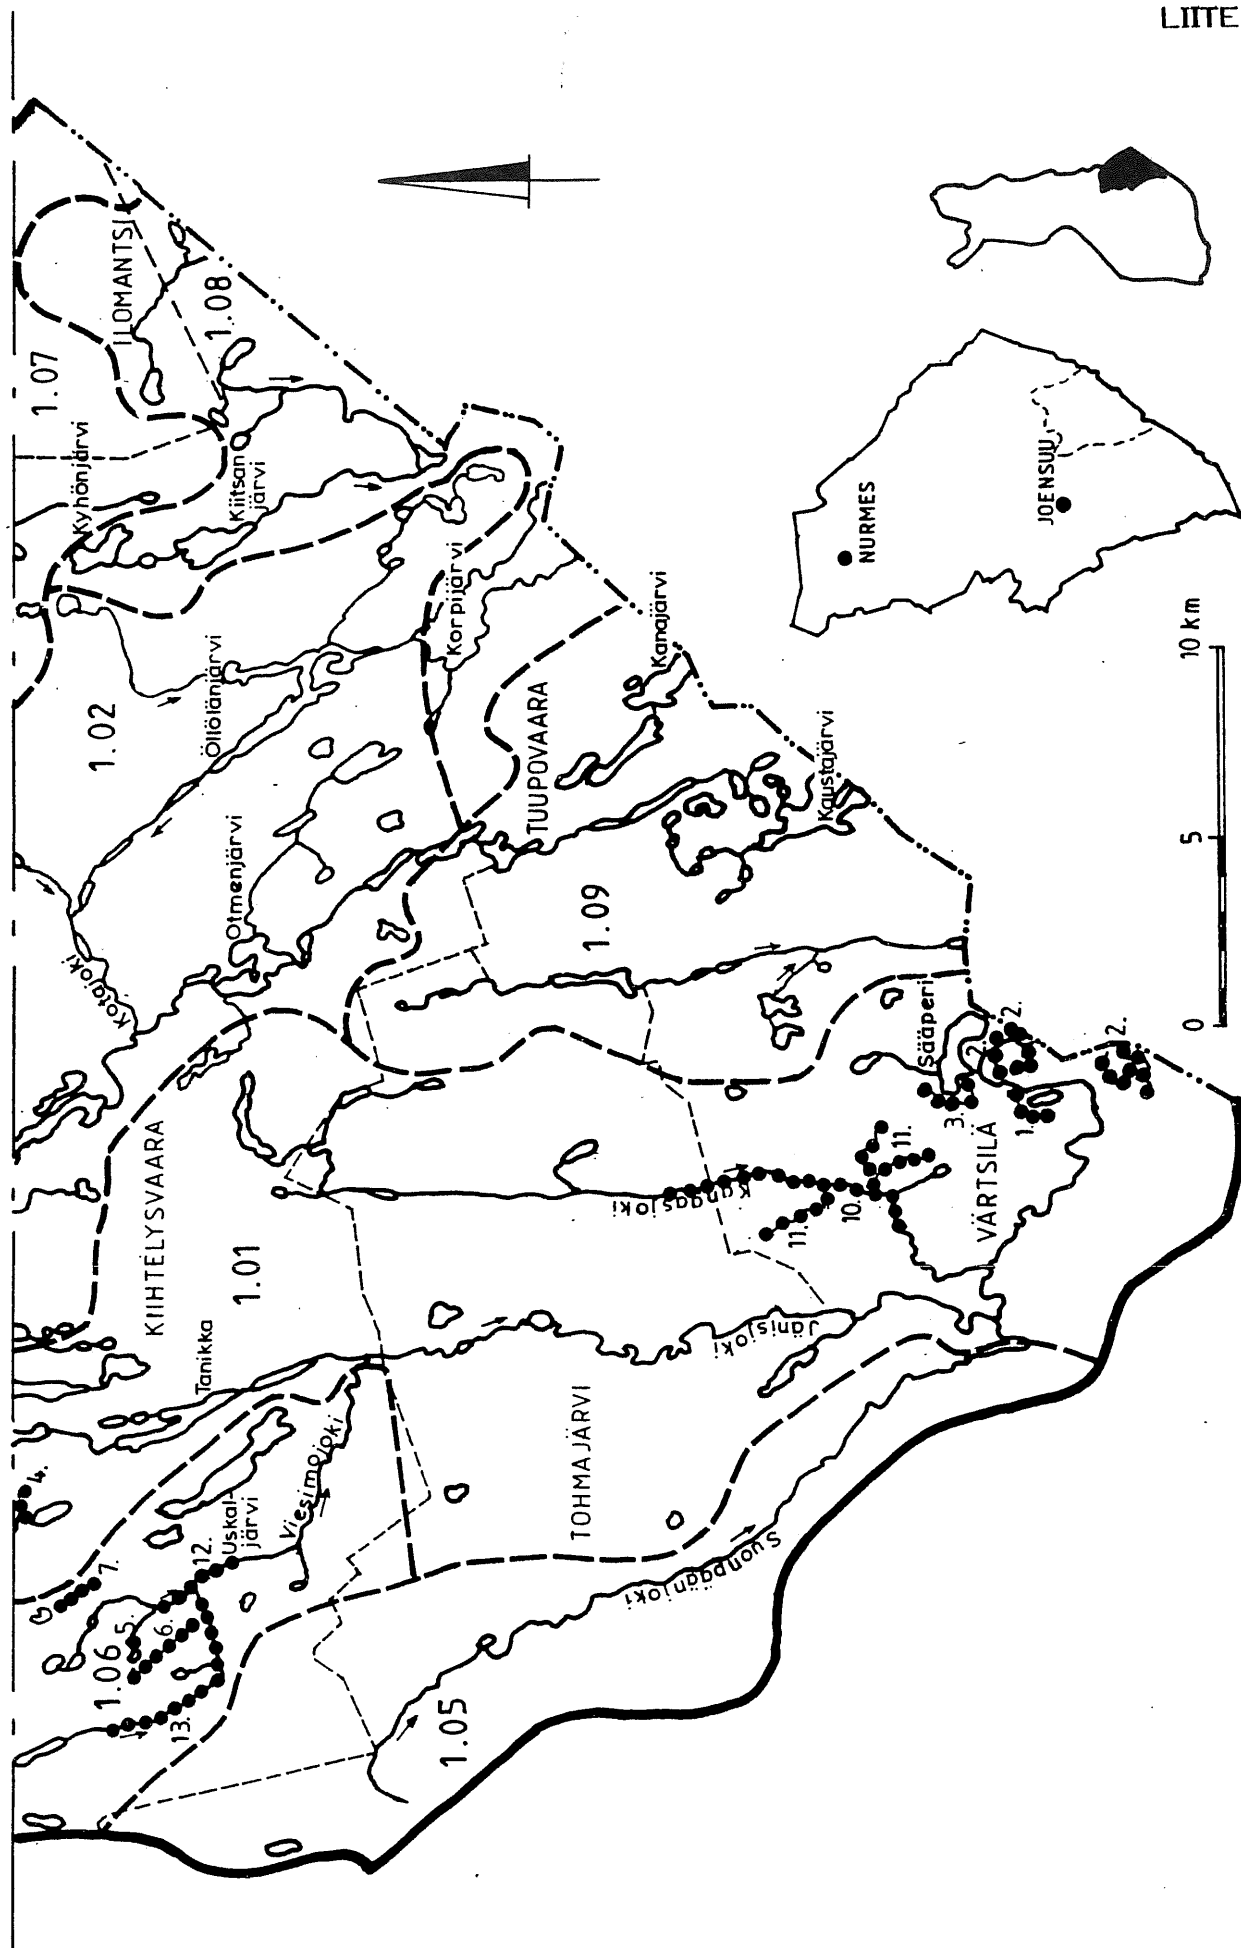 LIITE
1.07
ILOMANTSI
1.08
Kyhönjärvi
Kiitsan
järvi
1.02
Öllölänjärvi
Korpijärvi
Kotajoki
Otmenjärvi
TUUPOVAARA
Kanajärvi
Kaustajärvi
1.09
KIIHTELYSVAARA
1.01
Tanikka
4.
7.
12.
Uskal-
järvi
Viesimojoki
1.06
5.
6.
13.
TOHMAJÄRVI
Jänisjoki
Kangasjoki
11.
10.
11.
Sääperi
2.
2.
2.
3.
1.
VÄRTSILÄ
Suonpäänjoki
1.05
NURMES
JOENSUU
0
5
10 km